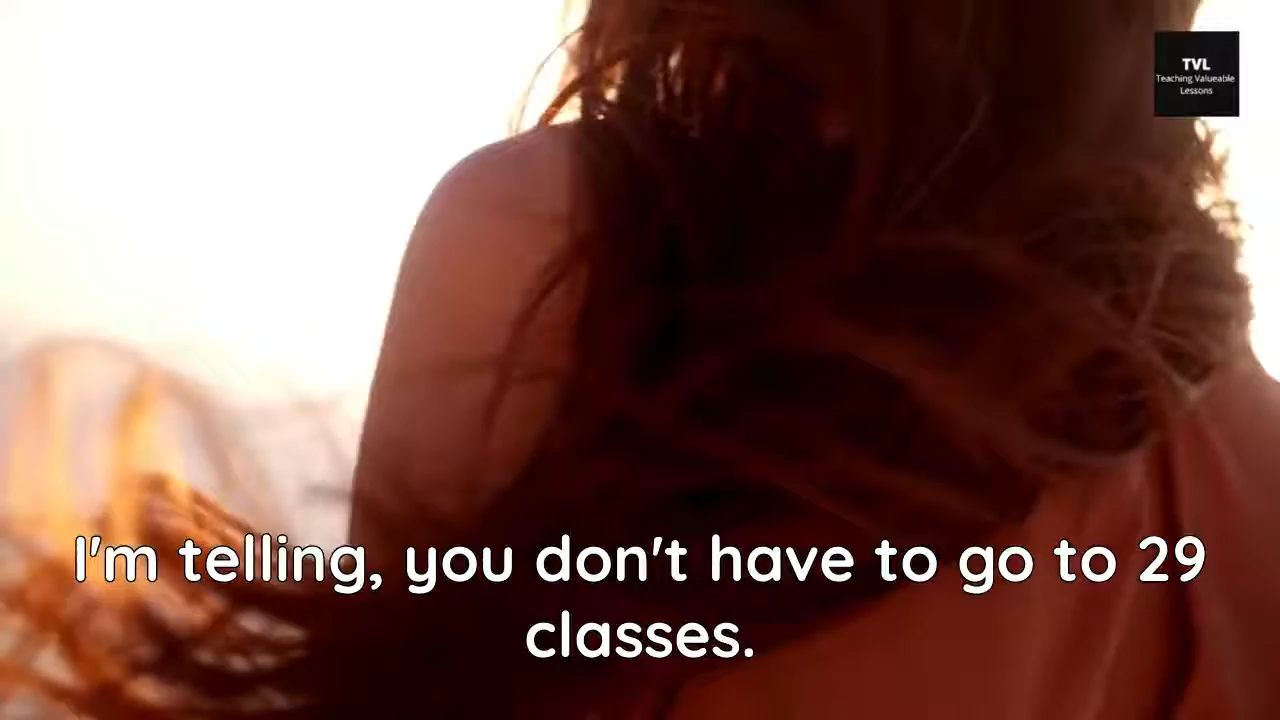 TVL
Teaching Valueable
Lessons
I'm telling, you don't have to go to 29
classes.